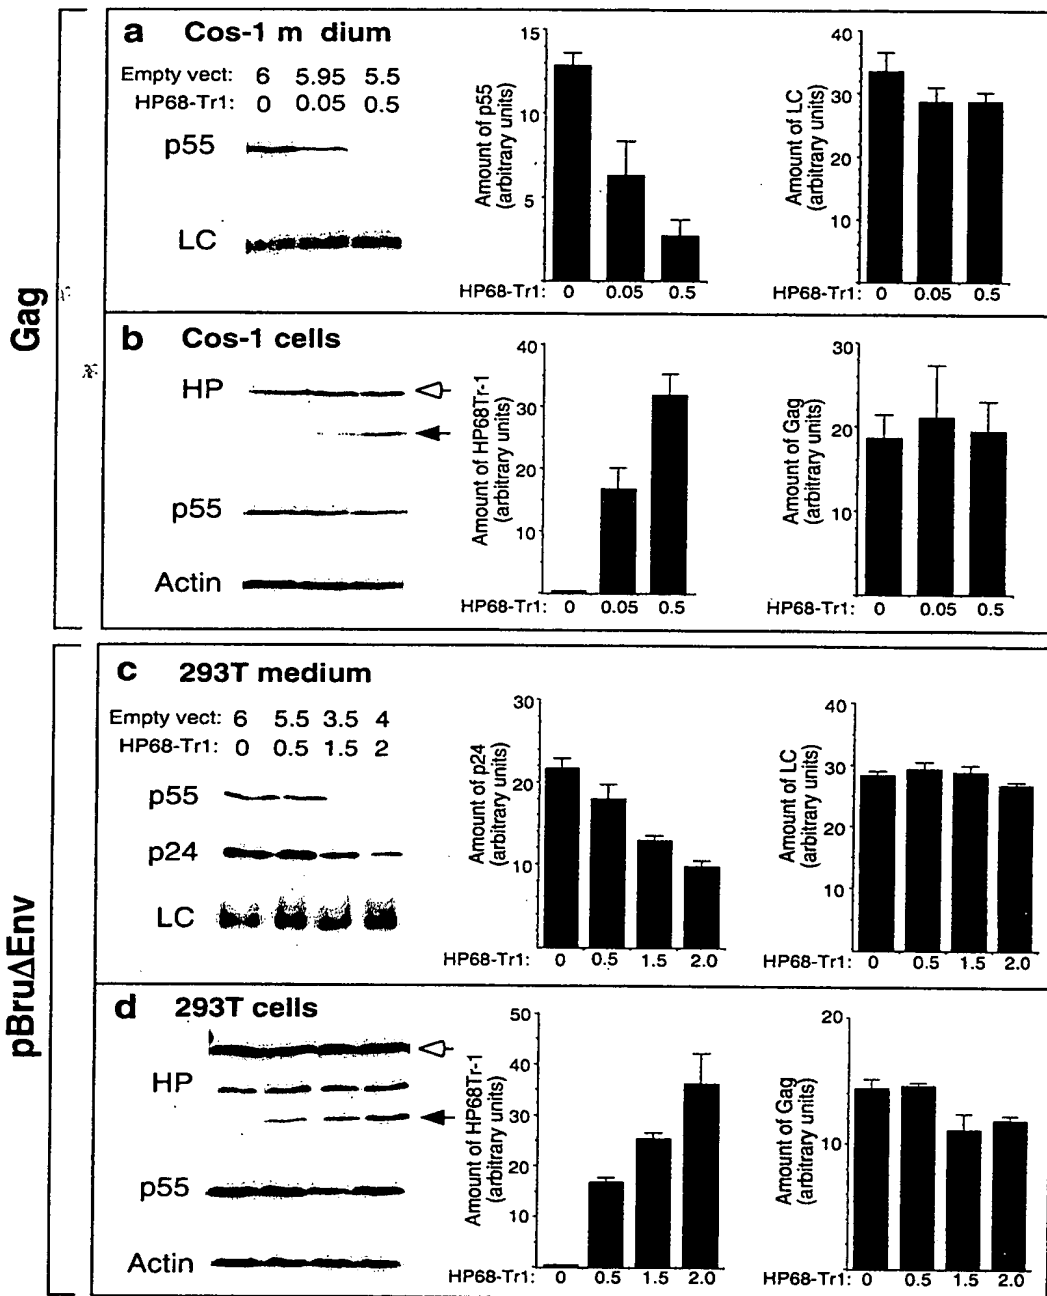 Gag
a Cos-1 m dium
Empty vect: 6 5.95 5.5
HP68-Tr1: 0 0.05 0.5
p55
LC
Amount of p55
(arbitrary units)
15
10
5
HP68-Tr1: 0 0.05 0.5
Amount of LC
(arbitrary units)
40
30
20
10
HP68-Tr1: 0 0.05 0.5
b Cos-1 cells
HP
p55
Actin
Amount of HP68Tr-1
(arbitrary units)
40
30
20
10
HP68-Tr1: 0 0.05 0.5
Amount of Gag
(arbitrary units)
30
20
10
HP68-Tr1: 0 0.05 0.5
pBruΔEnv
c 293T medium
Empty vect: 6 5.5 3.5 4
HP68-Tr1: 0 0.5 1.5 2
p55
p24
LC
Amount of p24
(arbitrary units)
30
20
10
HP68-Tr1: 0 0.5 1.5 2.0
Amount of LC
(arbitrary units)
40
30
20
10
HP68-Tr1: 0 0.5 1.5 2.0
d 293T cells
HP
p55
Actin
Amount of HP68Tr-1
(arbitrary units)
50
40
30
20
10
HP68-Tr1: 0 0.5 1.5 2.0
Amount of Gag
(arbitrary units)
20
10
HP68-Tr1: 0 0.5 1.5 2.0